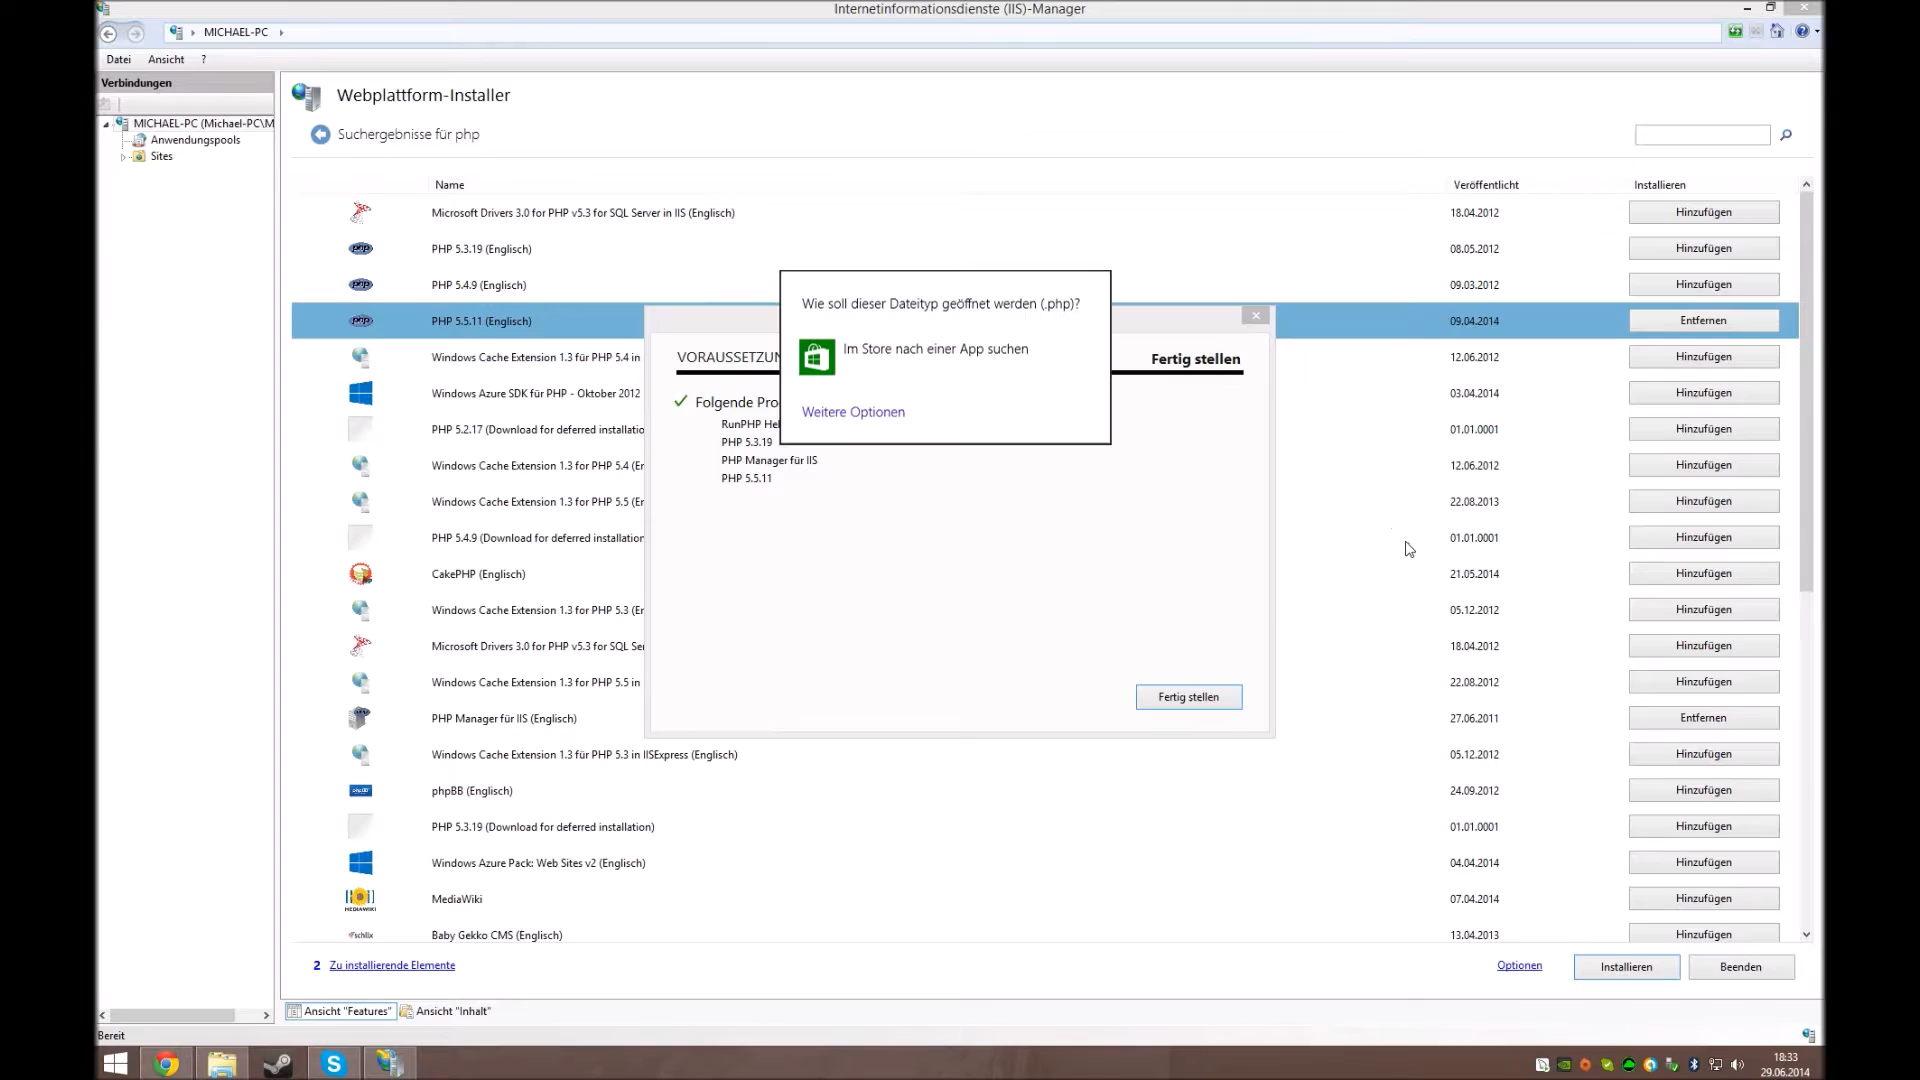 Internetinformationsdienste (IIS)-Manager
MICHAEL-PC
Datei Ansicht ?
Verbindungen
MICHAEL-PC (Michael-PC\M
Anwendungspools
Sites
Webplattform-Installer
Suchergebnisse für php
Name Veröffentlicht Installieren
Microsoft Drivers 3.0 for PHP v5.3 for SQL Server in IIS (Englisch) 18.04.2012 Hinzufügen
PHP 5.3.19 (Englisch) 08.05.2012 Hinzufügen
PHP 5.4.9 (Englisch) 09.03.2012 Hinzufügen
PHP 5.5.11 (Englisch) 09.04.2014 Entfernen
Windows Cache Extension 1.3 für PHP 5.4 in 12.06.2012 Hinzufügen
Windows Azure SDK für PHP - Oktober 2012 03.04.2014 Hinzufügen
PHP 5.2.17 (Download for deferred installatio 01.01.0001 Hinzufügen
Windows Cache Extension 1.3 for PHP 5.4 (Er 12.06.2012 Hinzufügen
Windows Cache Extension 1.3 for PHP 5.5 (Er 22.08.2013 Hinzufügen
PHP 5.4.9 (Download for deferred installation 01.01.0001 Hinzufügen
CakePHP (Englisch) 21.05.2014 Hinzufügen
Windows Cache Extension 1.3 for PHP 5.3 (Er 05.12.2012 Hinzufügen
Microsoft Drivers 3.0 for PHP v5.3 for SQL Se 18.04.2012 Hinzufügen
Windows Cache Extension 1.3 for PHP 5.5 in 22.08.2012 Hinzufügen
PHP Manager für IIS (Englisch) 27.06.2011 Entfernen
Windows Cache Extension 1.3 für PHP 5.3 in IISExpress (Englisch) 05.12.2012 Hinzufügen
phpBB (Englisch) 24.09.2012 Hinzufügen
PHP 5.3.19 (Download for deferred installation) 01.01.0001 Hinzufügen
Windows Azure Pack: Web Sites v2 (Englisch) 04.04.2014 Hinzufügen
MediaWiki 07.04.2014 Hinzufügen
Baby Gekko CMS (Englisch) 13.04.2013 Hinzufügen
Wie soll dieser Dateityp geöffnet werden (.php)?
Im Store nach einer App suchen
Weitere Optionen
VORAUSSETZUN Fertig stellen
Folgende Pro
RunPHP Hel
PHP 5.3.19
PHP Manager für IIS
PHP 5.5.11
Fertig stellen
2 Zu installierende Elemente Optionen Installieren Beenden
Ansicht "Features" Ansicht "Inhalt"
Bereit
18:33
29.06.2014